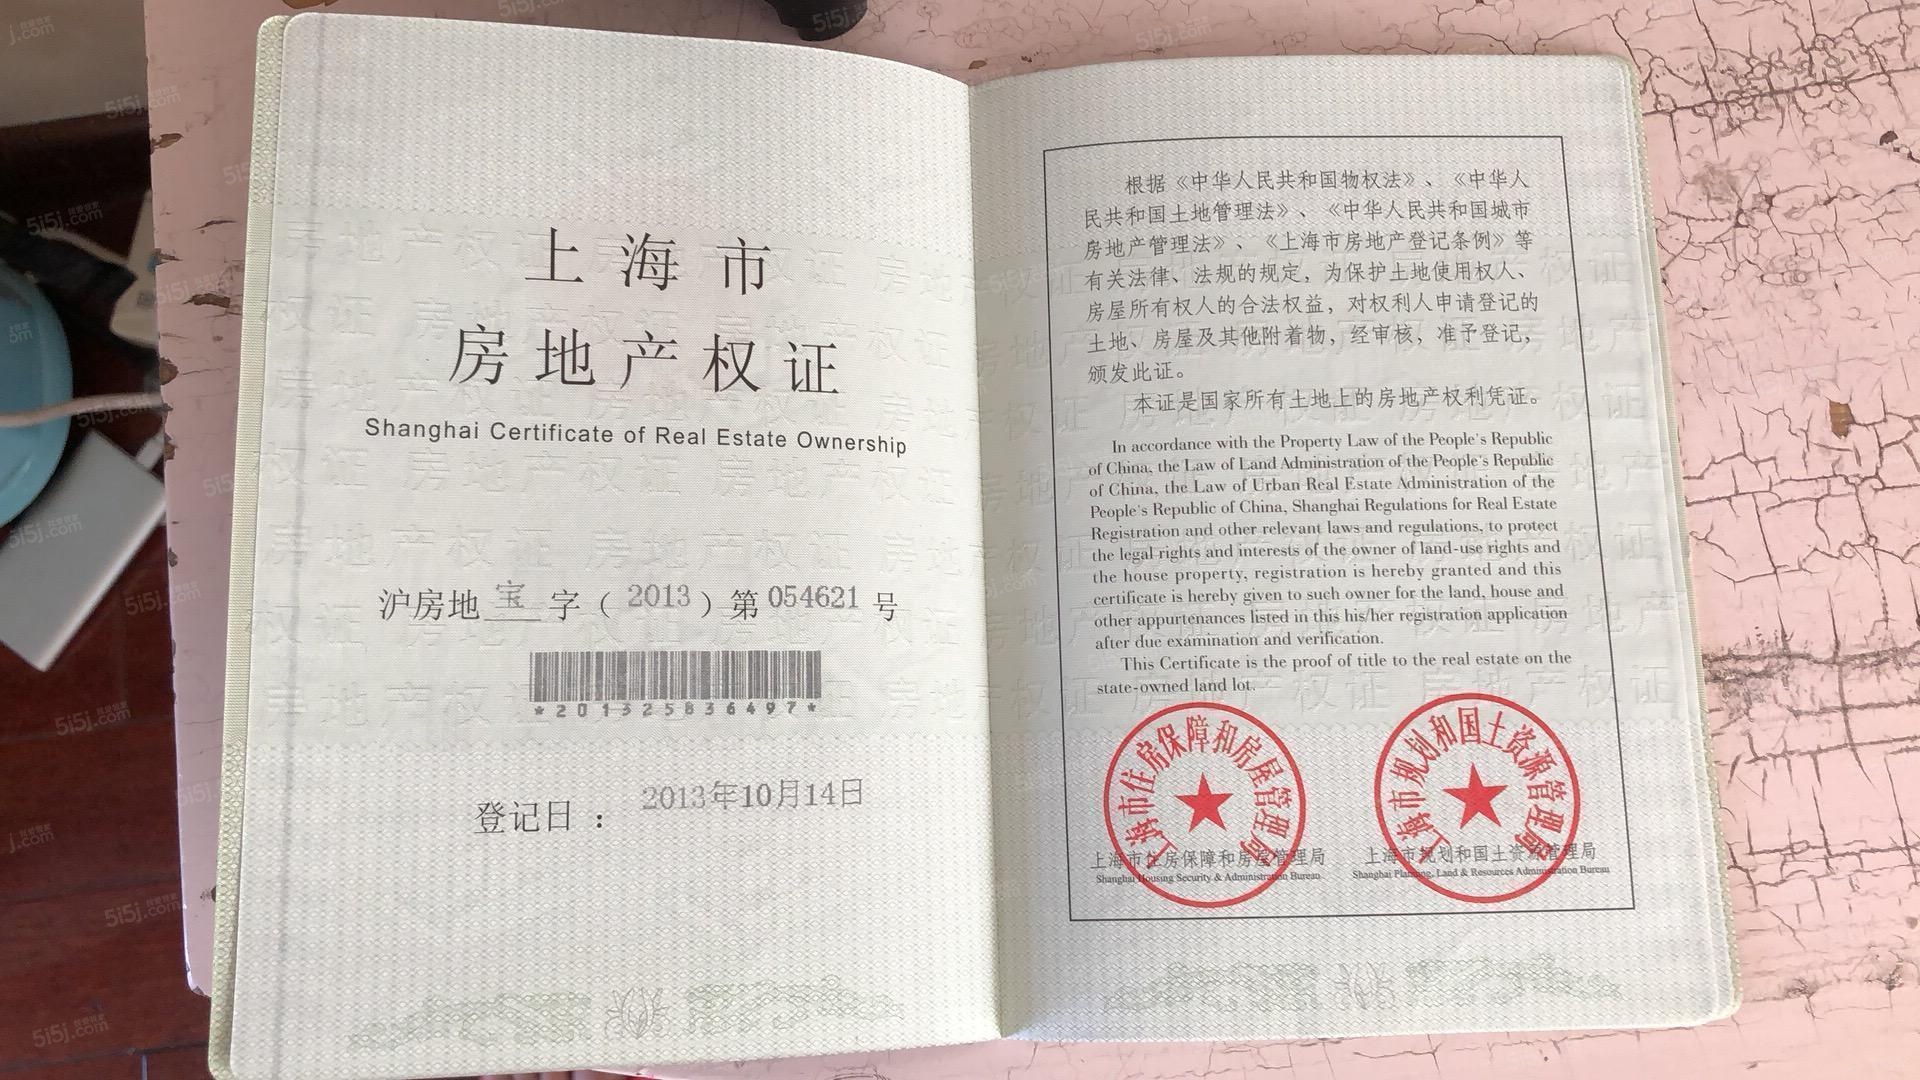 上海市
房地产权证
Shanghai Certificate of Real Estate Ownership
沪房地 宝 字（2013）第 054621 号
*201325836497*
登记日： 2013年10月14日
根据《中华人民共和国物权法》、《中华人
民共和国土地管理法》、《中华人民共和国城市
房地产管理法》、《上海市房地产登记条例》等
有关法律、法规的规定，为保护土地使用权人、
房屋所有权人的合法权益，对权利人申请登记的
土地、房屋及其他附着物，经审核，准予登记，
颁发此证。
本证是国家所有土地上的房地产权利凭证。
In accordance with the Property Law of the People's Republic
of China, the Law of Land Administration of the People's Republic
of China, the Law of Urban Real Estate Administration of the
People's Republic of China, Shanghai Regulations for Real Estate
Registration and other relevant laws and regulations, to protect
the legal rights and interests of the owner of land-use rights and
the house property, registration is hereby granted and this
certificate is hereby given to such owner for the land, house and
other appurtenances listed in this his/her registration application
after due examination and verification.
This Certificate is the proof of title to the real estate on the
state-owned land lot.
上海市住房保障和房屋管理局
上海市规划和国土资源管理局
上海市住房保障和房屋管理局
Shanghai Housing Security & Administration Bureau
上海市规划和国土资源管理局
Shanghai Planning, Land & Resources Administration Bureau
房地产权证
5i5j.com
我爱我家